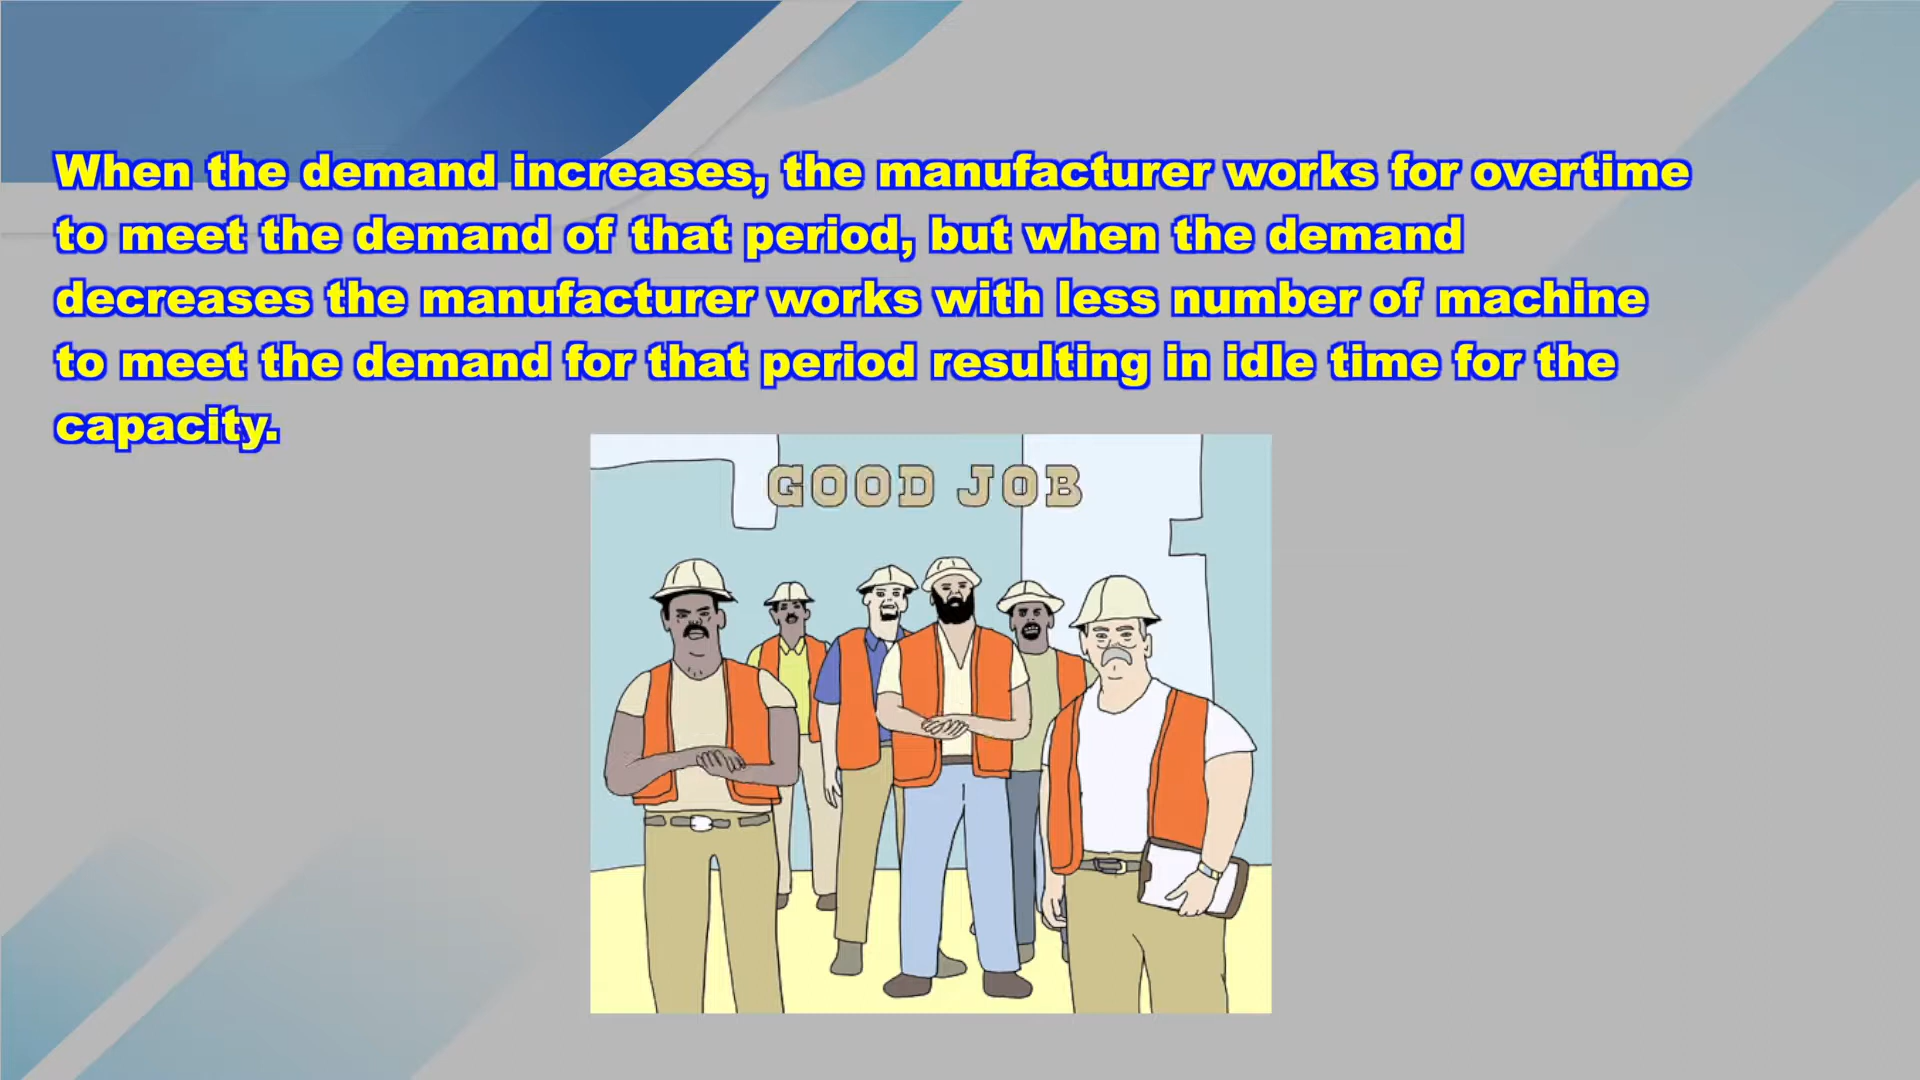 When the demand increases, the manufacturer works for overtime
to meet the demand of that period, but when the demand
decreases the manufacturer works with less number of machine
to meet the demand for that period resulting in idle time for the
capacity.
GOOD JOB